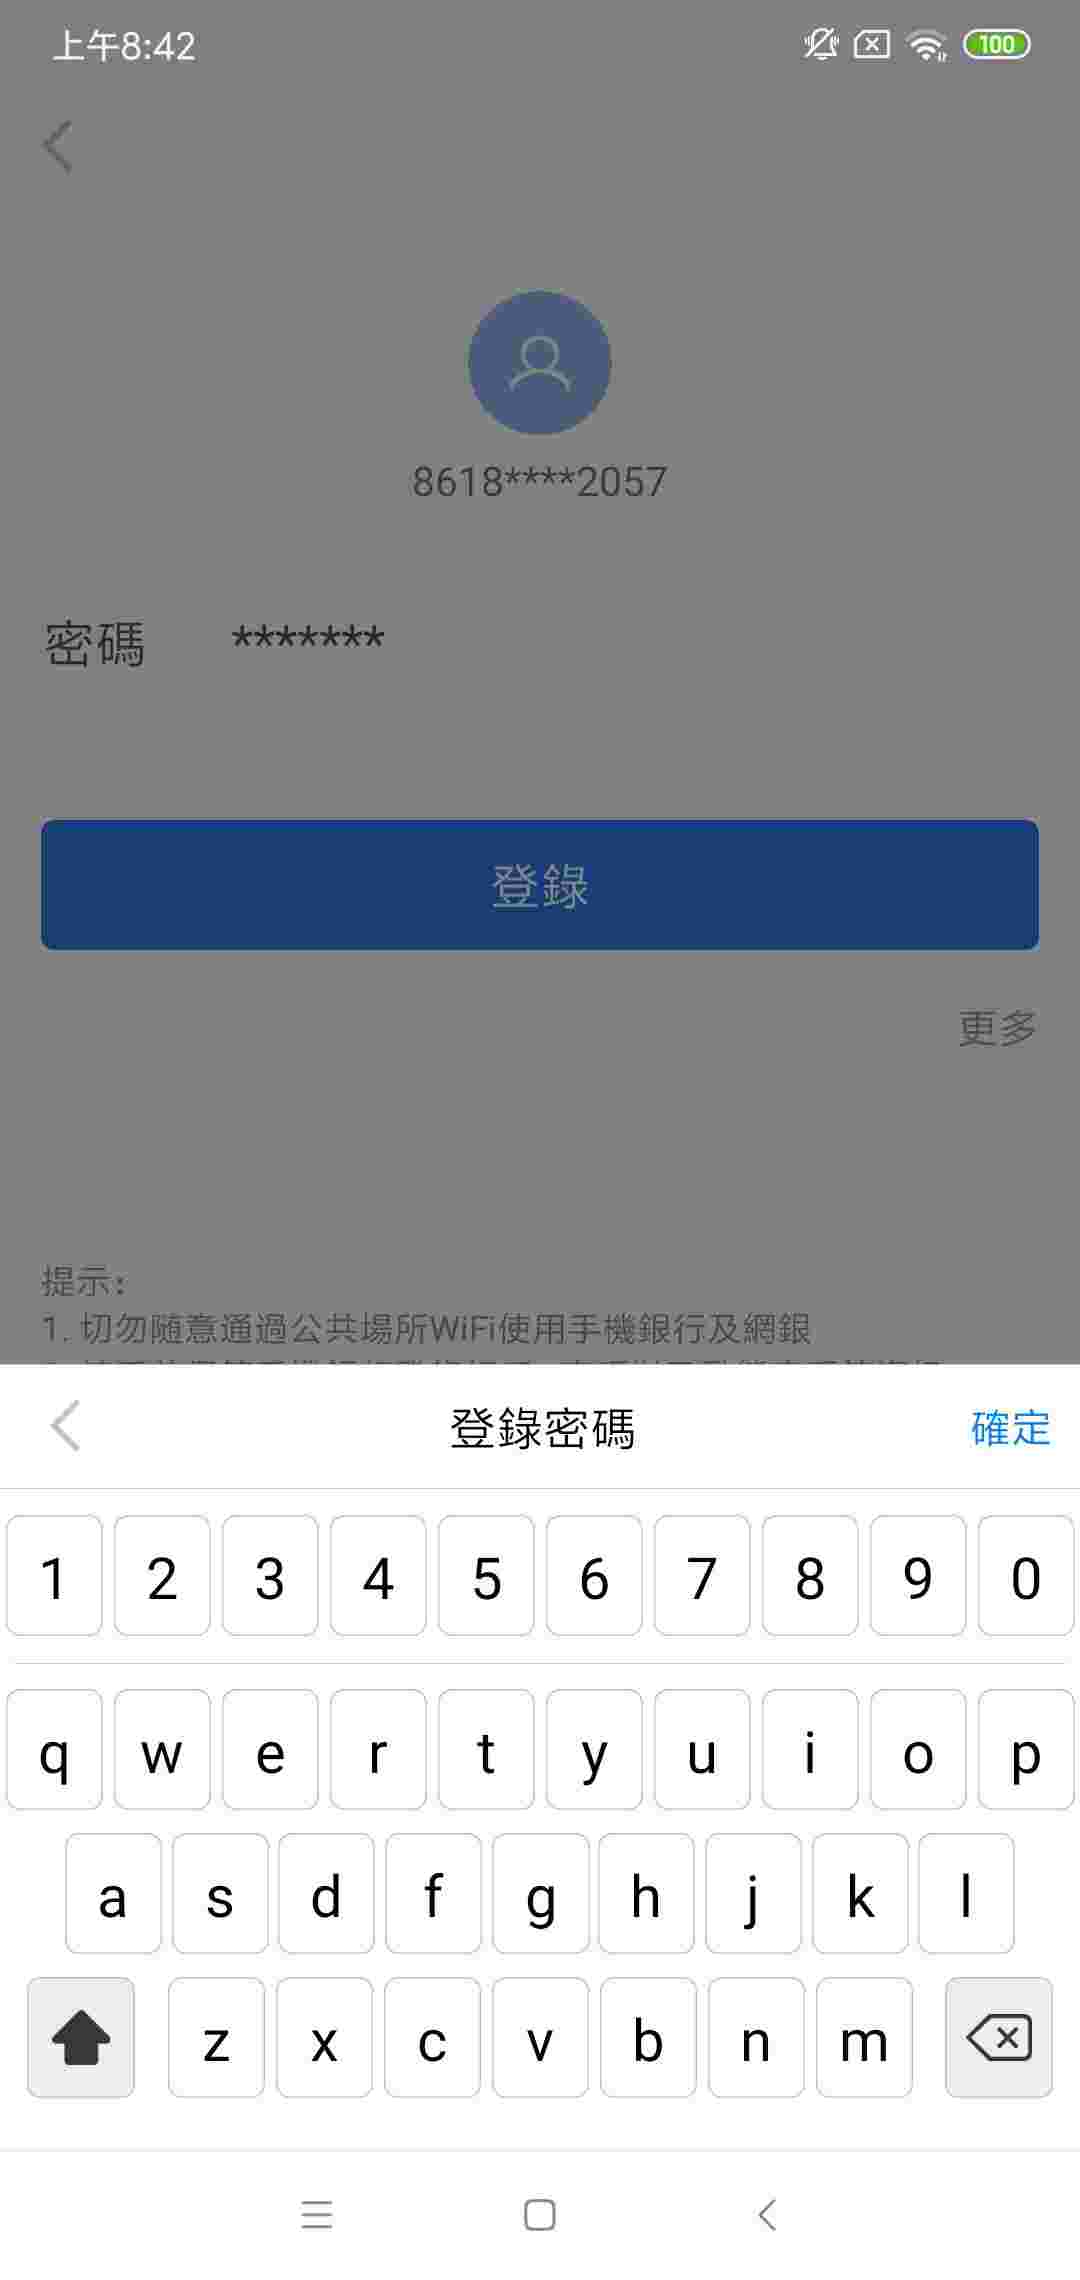 上午8:42
100
8618****2057
密碼 *******
登錄
更多
提示：
1. 切勿随意通過公共場所WiFi使用手機銀行及網銀
登錄密碼 確定
1 2 3 4 5 6 7 8 9 0
q w e r t y u i o p
a s d f g h j k l
z x c v b n m